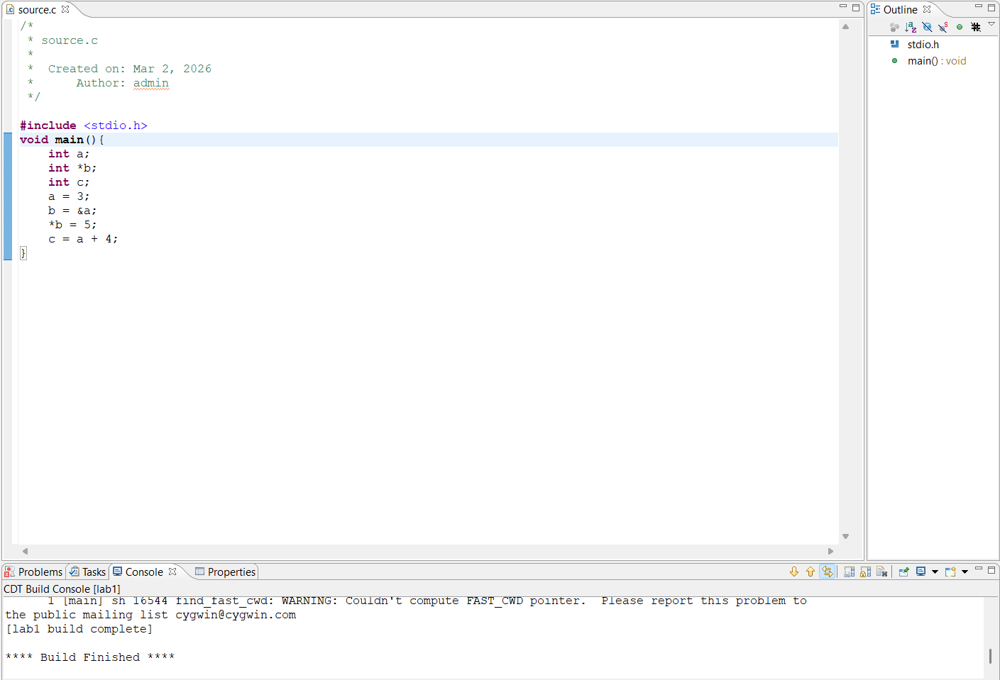 source.c
/*
 * source.c
 *
 *  Created on: Mar 2, 2026
 *      Author: admin
 */
#include <stdio.h>
void main(){
    int a;
    int *b;
    int c;
    a = 3;
    b = &a;
    *b = 5;
    c = a + 4;
}
Outline
stdio.h
main() : void
Problems Tasks Console Properties
CDT Build Console [lab1]
      1 [main] sh 16544 find_fast_cwd: WARNING: Couldn't compute FAST_CWD pointer.  Please report this problem to
the public mailing list cygwin@cygwin.com
[lab1 build complete]
**** Build Finished ****